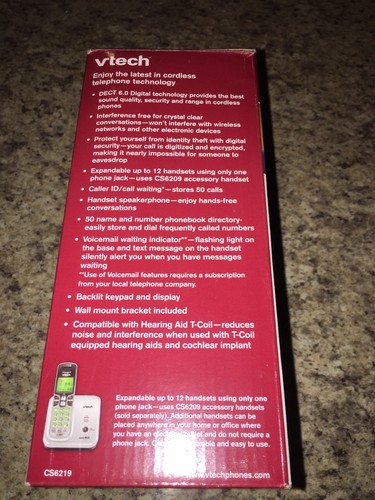 vtech
Enjoy the latest in cordless
telephone technology
• DECT 6.0 Digital technology provides the best
sound quality, security and range in cordless
phones
• Interference free for crystal clear
conversations—won't interfere with wireless
networks and other electronic devices
• Protect yourself from identity theft with digital
security—your call is digitized and encrypted,
making it nearly impossible for someone to
eavesdrop
• Expandable up to 12 handsets using only one
phone jack—uses CS6209 accessory handset
• Caller ID/call waiting*—stores 50 calls
• Handset speakerphone—enjoy hands-free
conversations
• 50 name and number phonebook directory-
easily store and dial frequently called numbers
• Voicemail waiting indicator**—flashing light on
the base and text message on the handset
silently alert you when you have messages
waiting
**Use of Voicemail features requires a subscription
from your local telephone company.
• Backlit keypad and display
• Wall mount bracket included
• Compatible with Hearing Aid T-Coil—reduces
noise and interference when used with T-Coil
equipped hearing aids and cochlear implant
Expandable up to 12 handsets using only one
phone jack—uses CS6209 accessory handsets
(sold separately). Additional handsets can be
placed anywhere in your home or office where
you have an electrical outlet and do not require a
phone jack. and easy to use.
vtech
CS6219
www.vtechphones.com